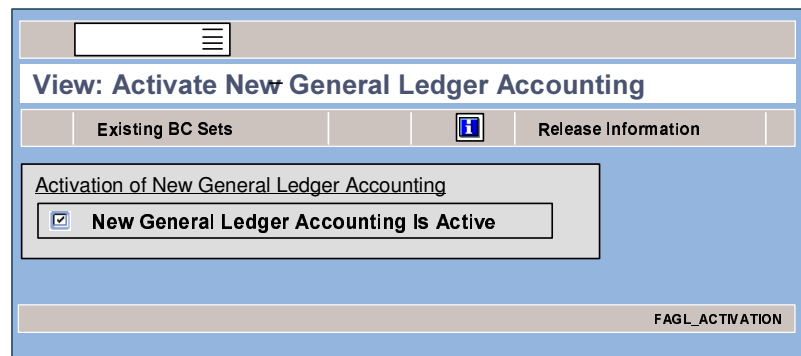 View: Activate New General Ledger Accounting
Existing BC Sets
Release Information
Activation of New General Ledger Accounting
New General Ledger Accounting Is Active
FAGL_ACTIVATION